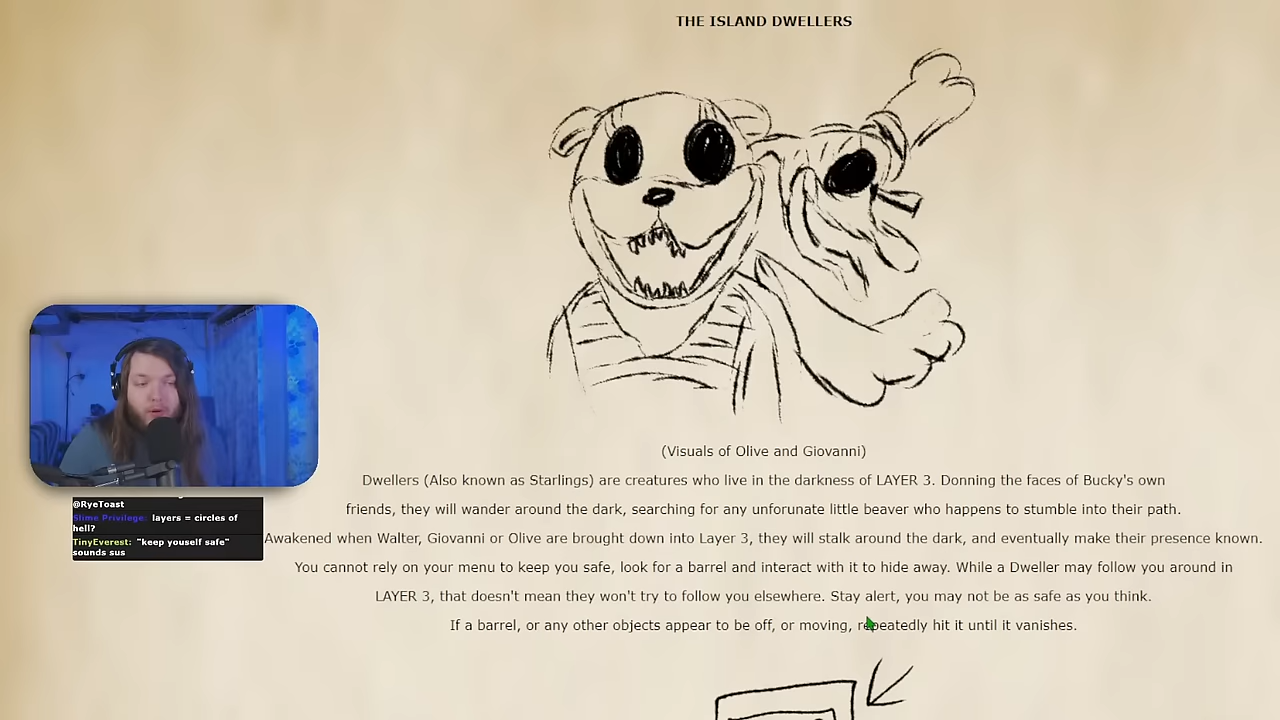 THE ISLAND DWELLERS
(Visuals of Olive and Giovanni)
Dwellers (Also known as Starlings) are creatures who live in the darkness of LAYER 3. Donning the faces of Bucky's own
friends, they will wander around the dark, searching for any unfortunate little beaver who happens to stumble into their path.
Awakened when Walter, Giovanni or Olive are brought down into Layer 3, they will stalk around the dark, and eventually make their presence known.
You cannot rely on your menu to keep you safe, look for a barrel and interact with it to hide away. While a Dweller may follow you around in
LAYER 3, that doesn't mean they won't try to follow you elsewhere. Stay alert, you may not be as safe as you think.
If a barrel, or any other objects appear to be off, or moving, repeatedly hit it until it vanishes.
@RyeToast
Slime Privilege: layers = circles of
hell?
TinyEverest: "keep youself safe"
sounds sus